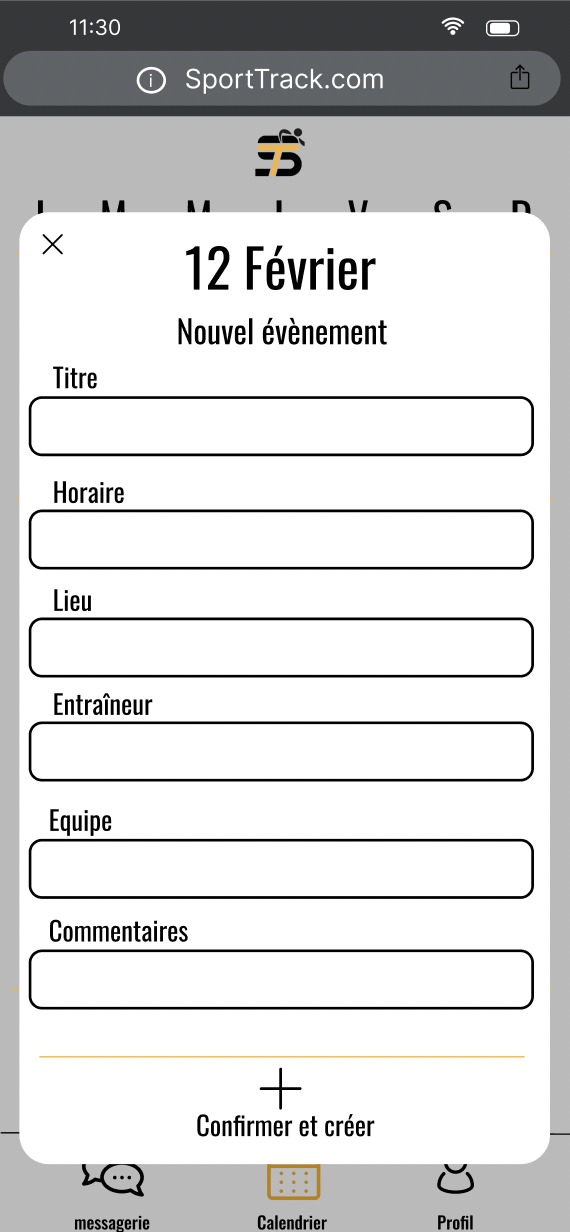 11:30
SportTrack.com
L M M J V S D
12 Février
Nouvel évènement
Titre
Horaire
Lieu
Entraîneur
Equipe
Commentaires
Confirmer et créer
messagerie Calendrier Profil